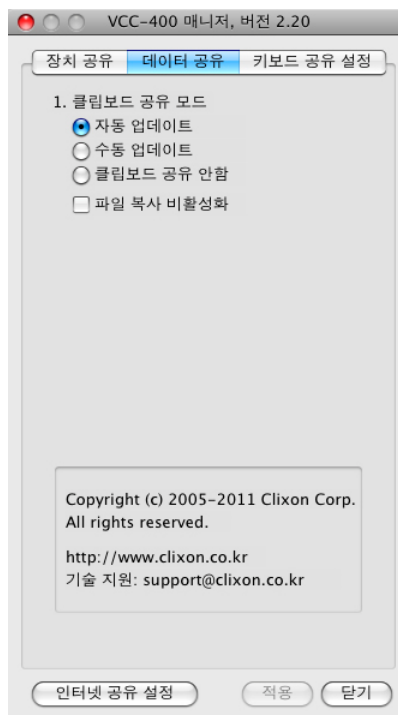 VCC-400 매니저, 버전 2.20
장치 공유 데이터 공유 키보드 공유 설정
1. 클립보드 공유 모드
자동 업데이트
수동 업데이트
클립보드 공유 안함
파일 복사 비활성화
Copyright (c) 2005-2011 Clixon Corp.
All rights reserved.
http://www.clixon.co.kr
기술 지원: support@clixon.co.kr
인터넷 공유 설정 적용 닫기